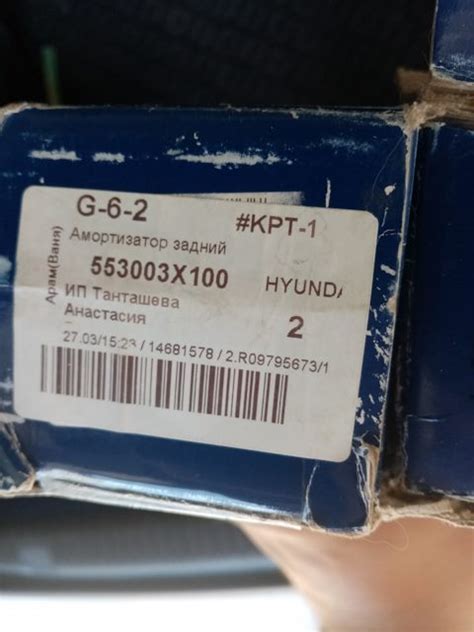 G-6-2 #КРТ-1
Амортизатор задний
553003X100 HYUNDA
ИП Танташева
Анастасия 2
27.03/15:23 / 14681578 / 2.R09795673/1
Арам(Ваня)